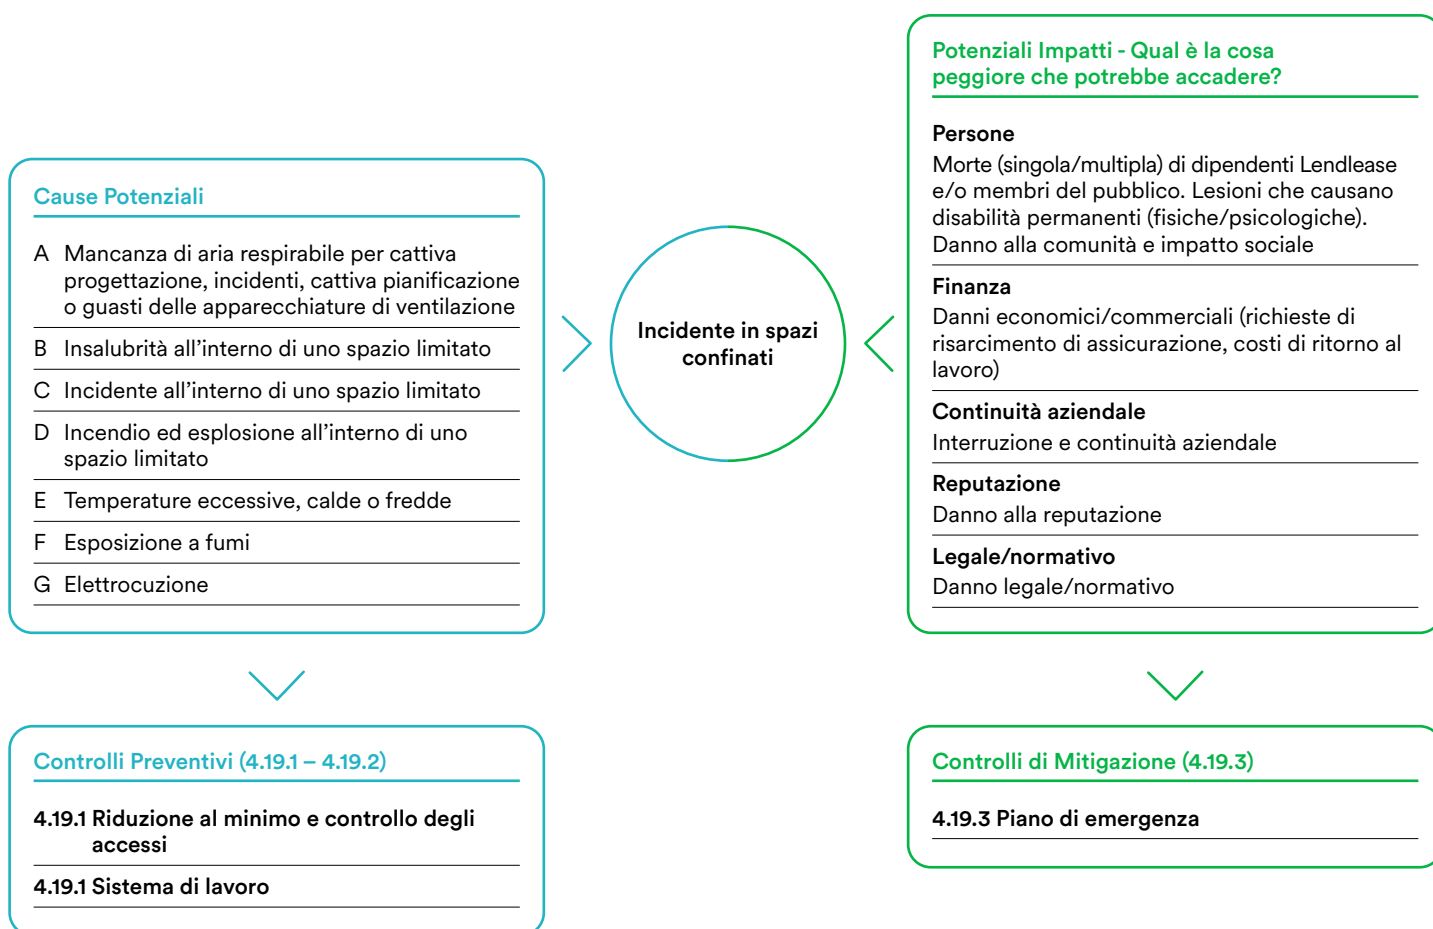 Cause Potenziali
A Mancanza di aria respirabile per cattiva
progettazione, incidenti, cattiva pianificazione
o guasti delle apparecchiature di ventilazione
B Insalubrità all'interno di uno spazio limitato
C Incidente all'interno di uno spazio limitato
D Incendio ed esplosione all'interno di uno
spazio limitato
E Temperature eccessive, calde o fredde
F Esposizione a fumi
G Elettrocuzione
Incidente in spazi
confinati
Potenziali Impatti - Qual è la cosa
peggiore che potrebbe accadere?
Persone
Morte (singola/multipla) di dipendenti Lendlease
e/o membri del pubblico. Lesioni che causano
disabilità permanenti (fisiche/psicologiche).
Danno alla comunità e impatto sociale
Finanza
Danni economici/commerciali (richieste di
risarcimento di assicurazione, costi di ritorno al
lavoro)
Continuità aziendale
Interruzione e continuità aziendale
Reputazione
Danno alla reputazione
Legale/normativo
Danno legale/normativo
Controlli Preventivi (4.19.1 – 4.19.2)
4.19.1 Riduzione al minimo e controllo degli
accessi
4.19.1 Sistema di lavoro
Controlli di Mitigazione (4.19.3)
4.19.3 Piano di emergenza